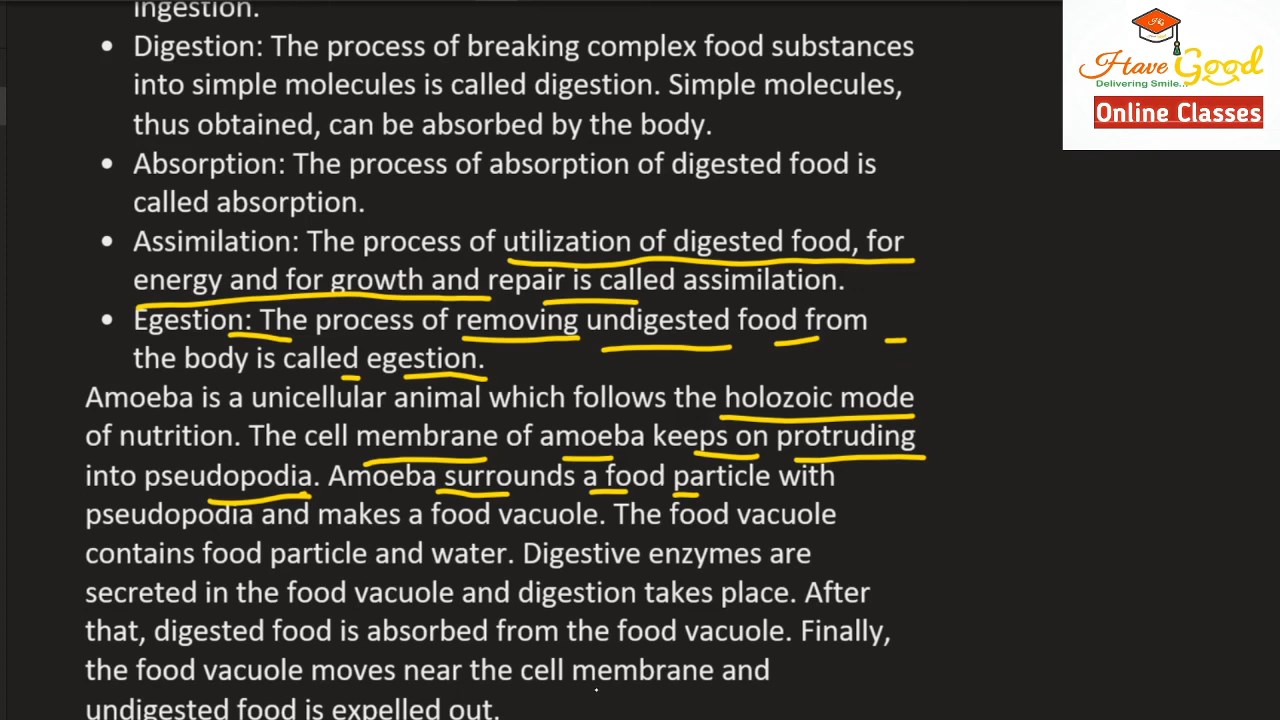 ingestion.
• Digestion: The process of breaking complex food substances
into simple molecules is called digestion. Simple molecules,
thus obtained, can be absorbed by the body.
• Absorption: The process of absorption of digested food is
called absorption.
• Assimilation: The process of utilization of digested food, for
energy and for growth and repair is called assimilation.
• Egestion: The process of removing undigested food from
the body is called egestion.
Amoeba is a unicellular animal which follows the holozoic mode
of nutrition. The cell membrane of amoeba keeps on protruding
into pseudopodia. Amoeba surrounds a food particle with
pseudopodia and makes a food vacuole. The food vacuole
contains food particle and water. Digestive enzymes are
secreted in the food vacuole and digestion takes place. After
that, digested food is absorbed from the food vacuole. Finally,
the food vacuole moves near the cell membrane and
undigested food is expelled out.
HG
Have Good
Delivering Smile...
Online Classes